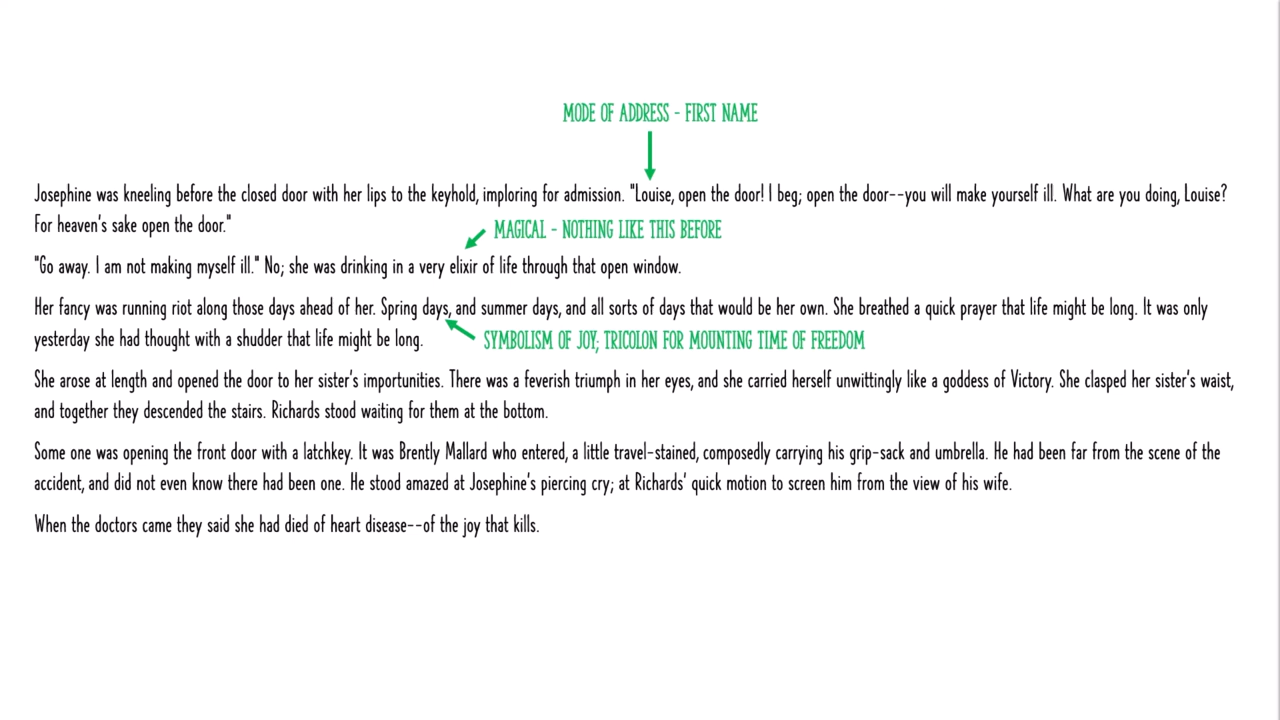 MODE OF ADDRESS - FIRST NAME
Josephine was kneeling before the closed door with her lips to the keyhold, imploring for admission. "Louise, open the door! I beg; open the door--you will make yourself ill. What are you doing, Louise?
For heaven's sake open the door."
MAGICAL - NOTHING LIKE THIS BEFORE
"Go away. I am not making myself ill." No; she was drinking in a very elixir of life through that open window.
Her fancy was running riot along those days ahead of her. Spring days, and summer days, and all sorts of days that would be her own. She breathed a quick prayer that life might be long. It was only
yesterday she had thought with a shudder that life might be long.
SYMBOLISM OF JOY; TRICOLON FOR MOUNTING TIME OF FREEDOM
She arose at length and opened the door to her sister's importunities. There was a feverish triumph in her eyes, and she carried herself unwittingly like a goddess of Victory. She clasped her sister's waist,
and together they descended the stairs. Richards stood waiting for them at the bottom.
Some one was opening the front door with a latchkey. It was Brently Mallard who entered, a little travel-stained, composedly carrying his grip-sack and umbrella. He had been far from the scene of the
accident, and did not even know there had been one. He stood amazed at Josephine's piercing cry; at Richards' quick motion to screen him from the view of his wife.
When the doctors came they said she had died of heart disease--of the joy that kills.